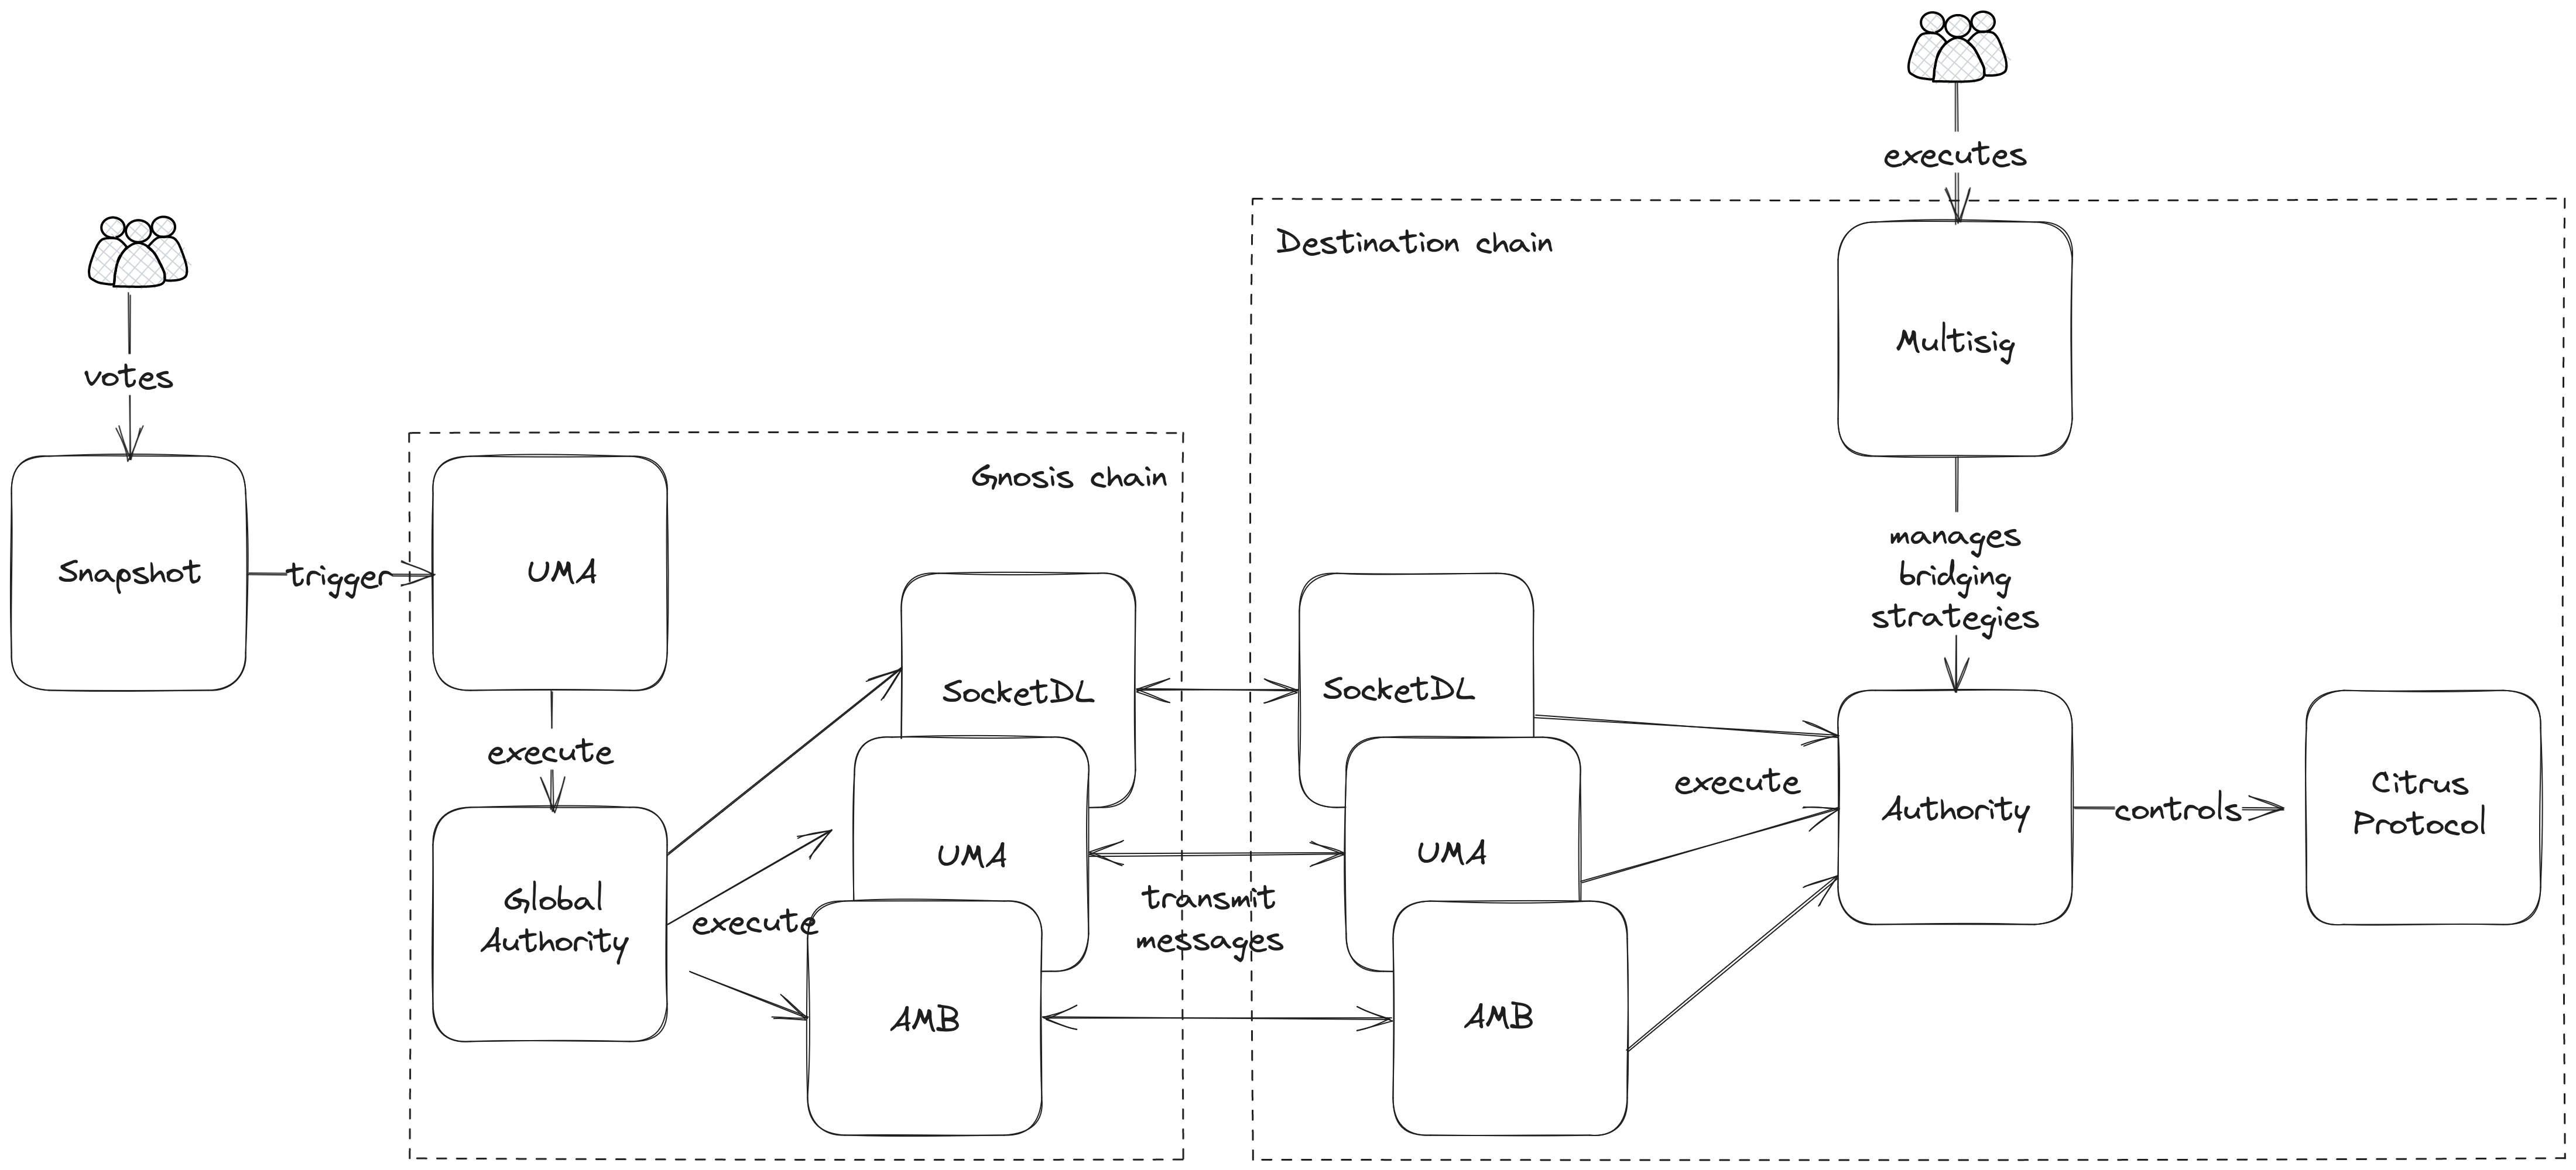 executes
Destination chain
Multisig
votes
Gnosis chain
Snapshot
trigger
UMA
manages
bridging
strategies
SocketDL
SocketDL
execute
execute
UMA
UMA
Authority
controls
Citrus
Protocol
Global
Authority
execute
transmit
messages
AMB
AMB